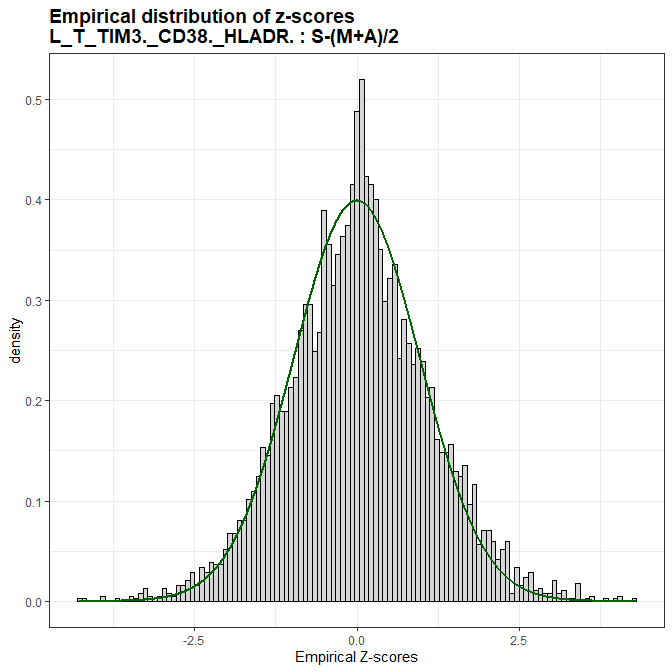 Empirical distribution of z-scores
L_T_TIM3._CD38._HLADR. : S-(M+A)/2
0.5
0.4
0.3
0.2
0.1
0.0
density
-2.5
0.0
2.5
Empirical Z-scores